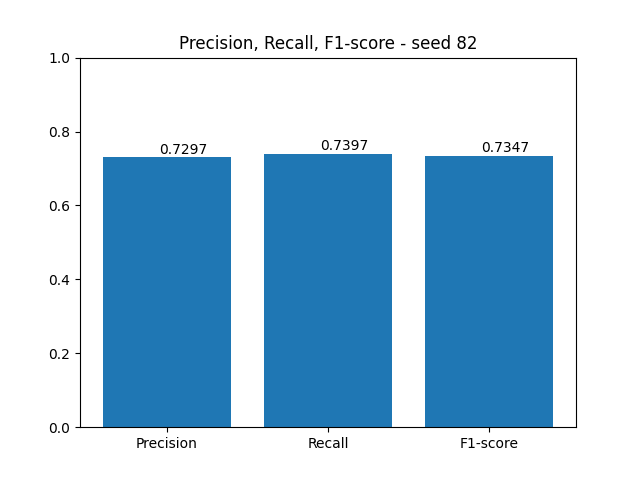 Precision, Recall, F1-score - seed 82
1.0
0.8
0.6
0.4
0.2
0.0
0.7297
0.7397
0.7347
Precision
Recall
F1-score